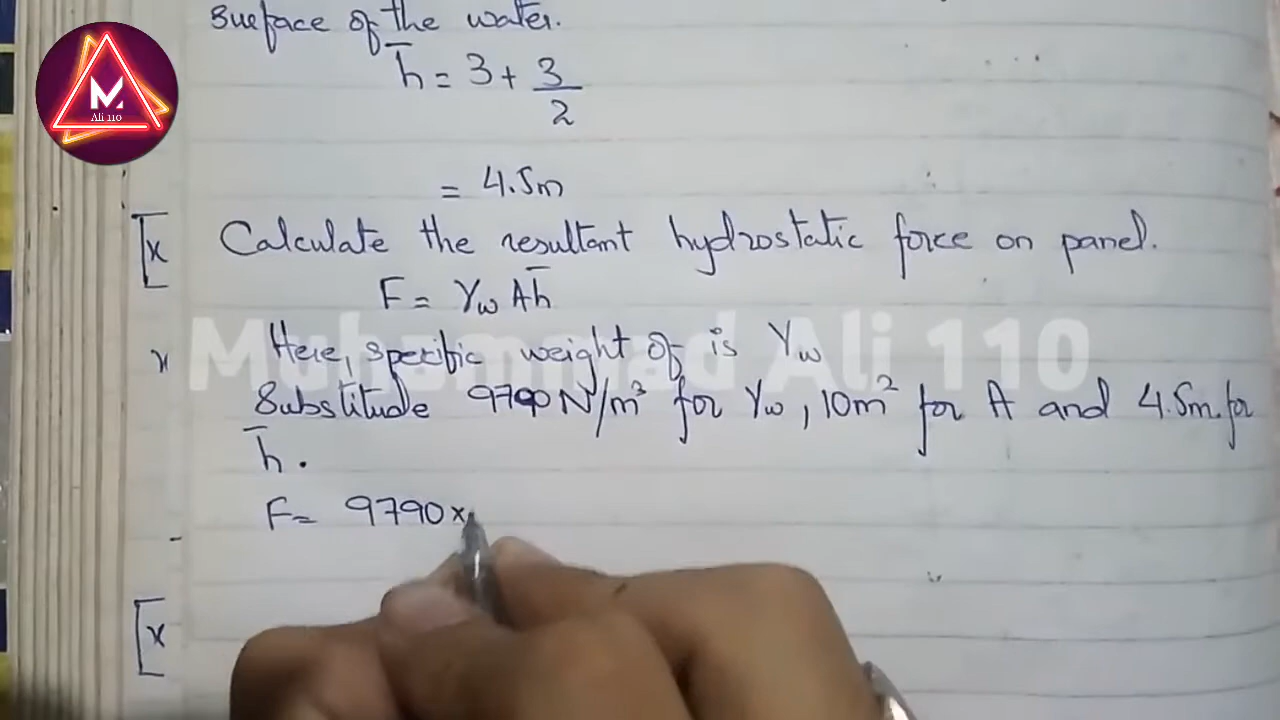 surface of the water.
h̄ = 3 + 3/2
= 4.5m
x Calculate the resultant hydrostatic force on panel.
F = γw Ah̄
x Here, specific weight of is γw
Substitude 9790 N/m³ for γw, 10m² for A and 4.5m for
h̄.
F = 9790 x
x
M
Ali 110
Muhammad Ali 110